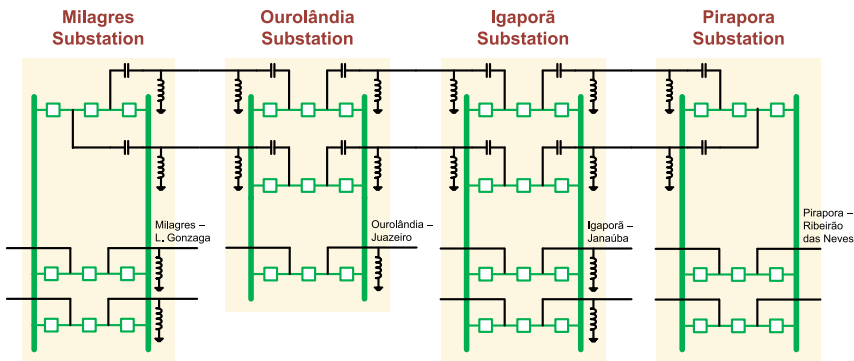 Milagres
Substation
Ourolândia
Substation
Igaporã
Substation
Pirapora
Substation
Milagres –
L. Gonzaga
Ourolândia –
Juazeiro
Igaporã –
Janaúba
Pirapora –
Ribeirão
das Neves